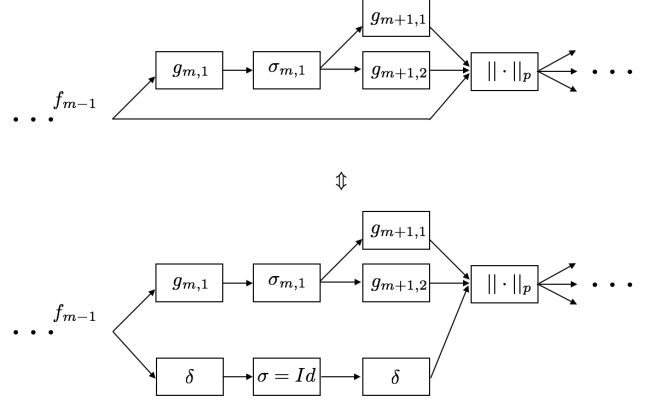 g_{m+1,1}
g_{m,1} σ_{m,1} g_{m+1,2} || · ||_p • • •
• • • f_{m−1}
⇕
g_{m+1,1}
g_{m,1} σ_{m,1} g_{m+1,2} || · ||_p • • •
• • • f_{m−1}
δ σ = Id δ